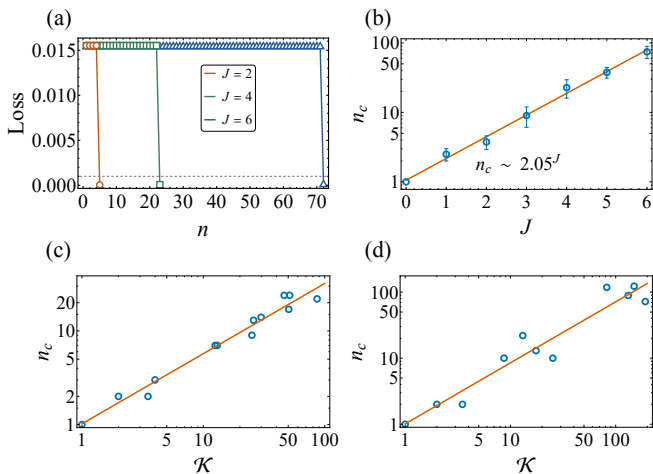 (a)
Loss
0.015
0.010
0.005
0.000
J = 2
J = 4
J = 6
0 10 20 30 40 50 60 70
n
(b)
n_c
100
50
10
5
1
n_c ~ 2.05^J
0 1 2 3 4 5 6
J
(c)
n_c
20
10
5
2
1
1 5 10 50 100
𝒦
(d)
n_c
100
50
10
5
1
1 5 10 50 100
𝒦